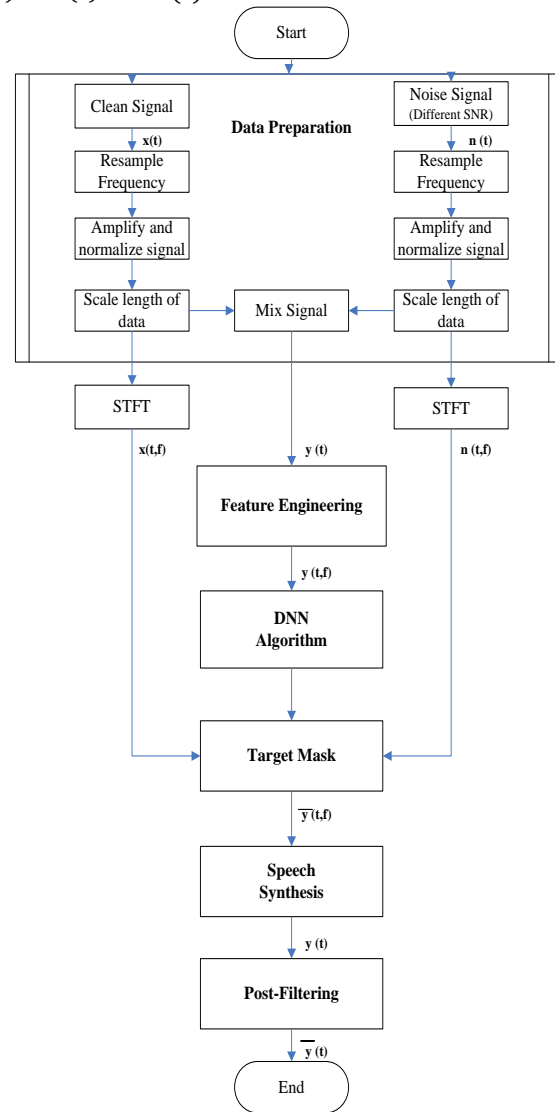 Start
Clean Signal
Noise Signal
(Different SNR)
Data Preparation
x(t)
n (t)
Resample
Frequency
Resample
Frequency
Amplify and
normalize signal
Amplify and
normalize signal
Scale length of
data
Mix Signal
Scale length of
data
STFT
STFT
x(t,f)
y (t)
n (t,f)
Feature Engineering
y (t,f)
DNN
Algorithm
Target Mask
y̅ (t,f)
Speech
Synthesis
y (t)
Post-Filtering
y̅ (t)
End